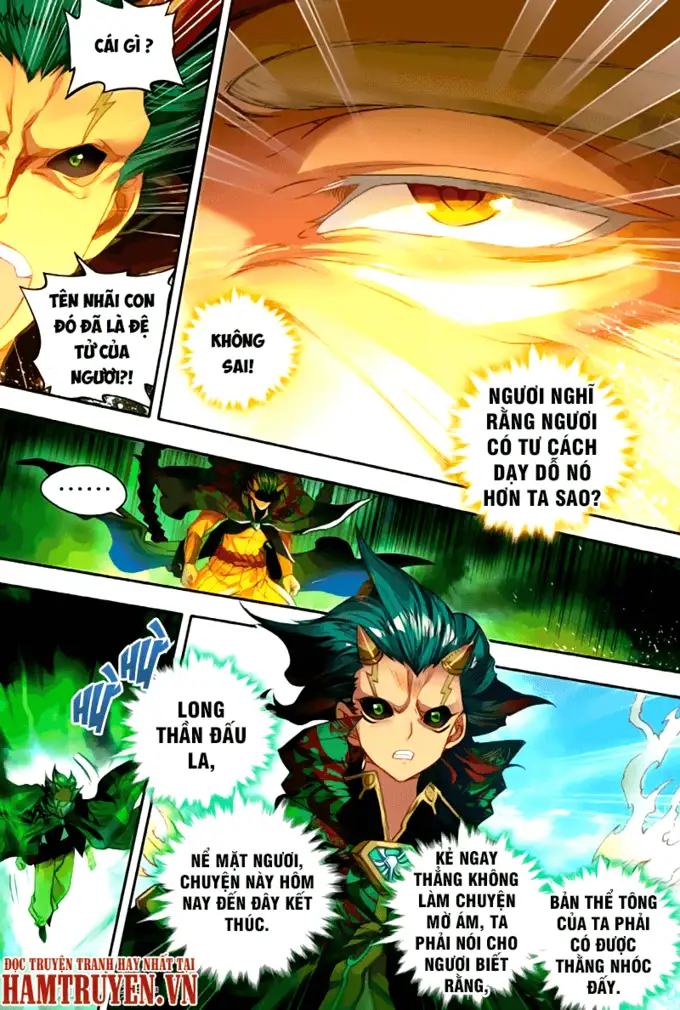 CÁI GÌ ?
TÊN NHÃI CON
ĐÓ ĐÃ LÀ ĐỆ
TỬ CỦA
NGƯƠI?!
KHÔNG
SAI!
NGƯƠI NGHĨ
RẰNG NGƯƠI
CÓ TƯ CÁCH
DẠY DỖ NÓ
HƠN TA SAO?
......
HỪ HỪ
LONG
THẦN ĐẤU
LA,
NỂ MẶT NGƯƠI,
CHUYỆN NÀY HÔM
NAY ĐẾN ĐÂY KẾT
THÚC.
KẺ NGAY
THẲNG KHÔNG
LÀM CHUYỆN
MỜ ÁM, TA
PHẢI NÓI CHO
NGƯƠI BIẾT
RẰNG,
BẢN THỂ TÔNG
CỦA TA PHẢI
CÓ ĐƯỢC
THẰNG NHÓC
ĐẤY.
ĐỌC TRUYỆN TRANH HAY NHẤT TẠI
HAMTRUYEN.VN